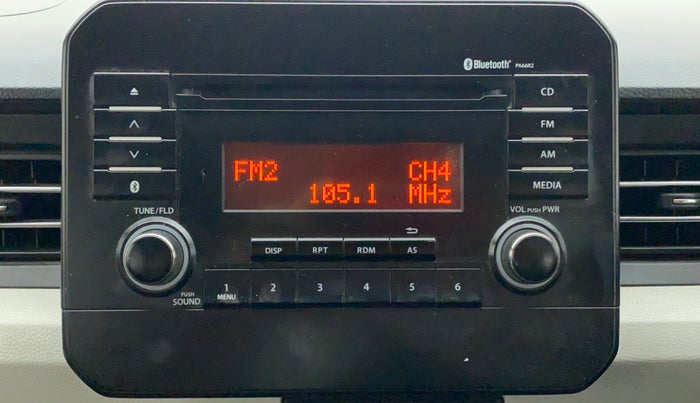 Bluetooth® PA66R2
CD
FM
AM
MEDIA
FM2 CH4
105.1 MHz
TUNE/FLD
VOL PUSH PWR
DISP RPT RDM AS
PUSH
SOUND
1 2 3 4 5 6
MENU